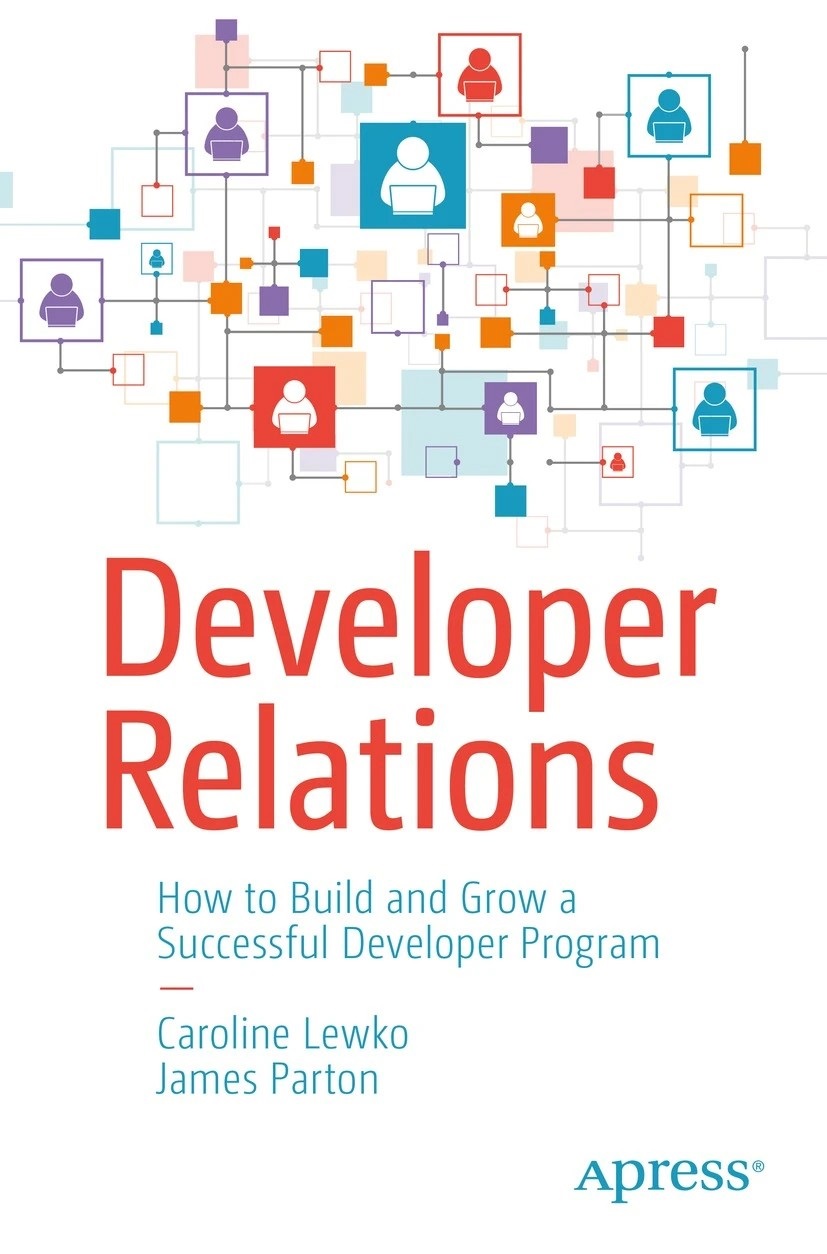 Developer
Relations
How to Build and Grow a
Successful Developer Program
Caroline Lewko
James Parton
Apress®